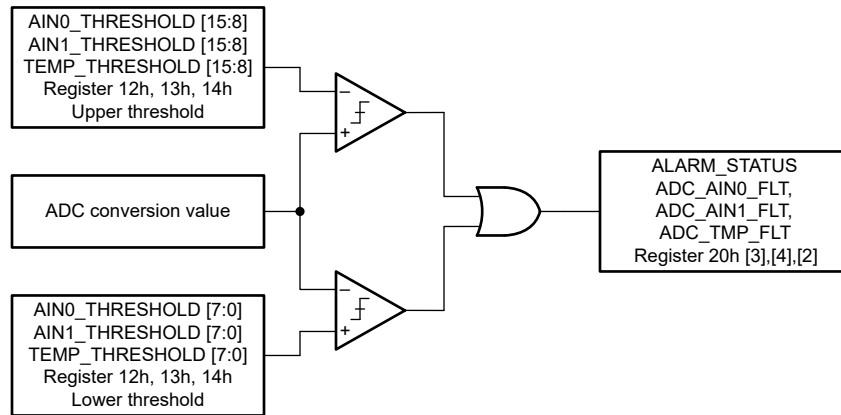 AIN0_THRESHOLD [15:8]
AIN1_THRESHOLD [15:8]
TEMP_THRESHOLD [15:8]
Register 12h, 13h, 14h
Upper threshold
−
+
ADC conversion value
ALARM_STATUS
ADC_AIN0_FLT,
ADC_AIN1_FLT,
ADC_TMP_FLT
Register 20h [3],[4],[2]
−
+
AIN0_THRESHOLD [7:0]
AIN1_THRESHOLD [7:0]
TEMP_THRESHOLD [7:0]
Register 12h, 13h, 14h
Lower threshold